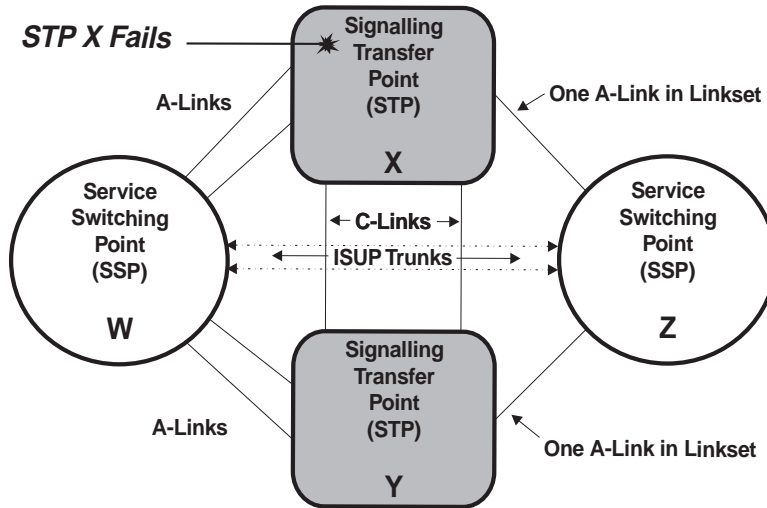 STP X Fails
Signalling
Transfer
Point
(STP)
X
A-Links
One A-Link in Linkset
Service
Switching
Point
(SSP)
W
C-Links
ISUP Trunks
Service
Switching
Point
(SSP)
Z
Signalling
Transfer
Point
(STP)
Y
A-Links
One A-Link in Linkset